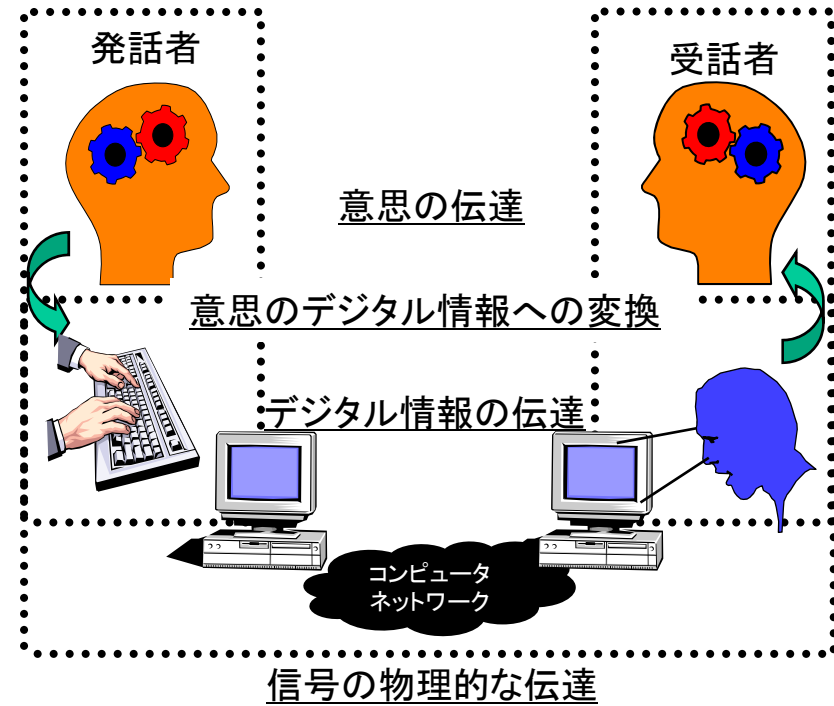 発話者
受話者
意思の伝達
意思のデジタル情報への変換
デジタル情報の伝達
コンピュータ
ネットワーク
信号の物理的な伝達